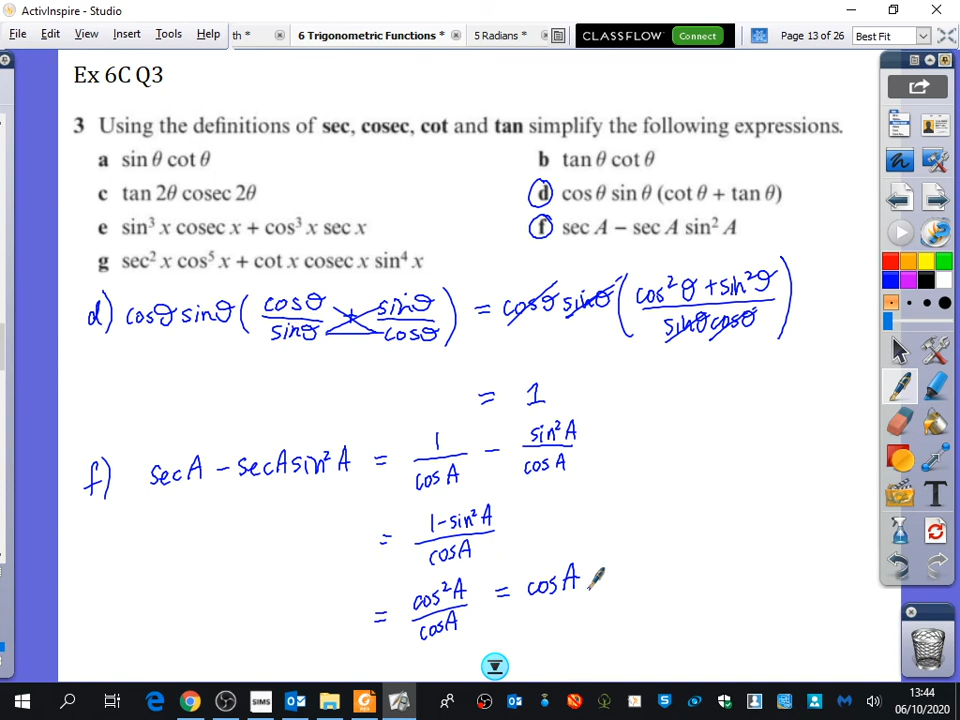 ActivInspire - Studio
File Edit View Insert Tools Help th * 6 Trigonometric Functions * 5 Radians * CLASSFLOW Connect Page 13 of 26 Best Fit
Ex 6C Q3
3 Using the definitions of sec, cosec, cot and tan simplify the following expressions.
a sin θ cot θ b tan θ cot θ
c tan 2θ cosec 2θ d cos θ sin θ (cot θ + tan θ)
e sin³ x cosec x + cos³ x sec x f sec A − sec A sin² A
g sec² x cos⁵ x + cot x cosec x sin⁴ x
d) cosθ sinθ ( cosθ/sinθ + sinθ/cosθ ) = cosθ sinθ ( cos²θ + sin²θ / sinθ cosθ )
= 1
f) secA − secA sin²A = 1/cosA − sin²A/cosA
= 1−sin²A/cosA
= cos²A/cosA = cosA
SIMS 13:44
06/10/2020